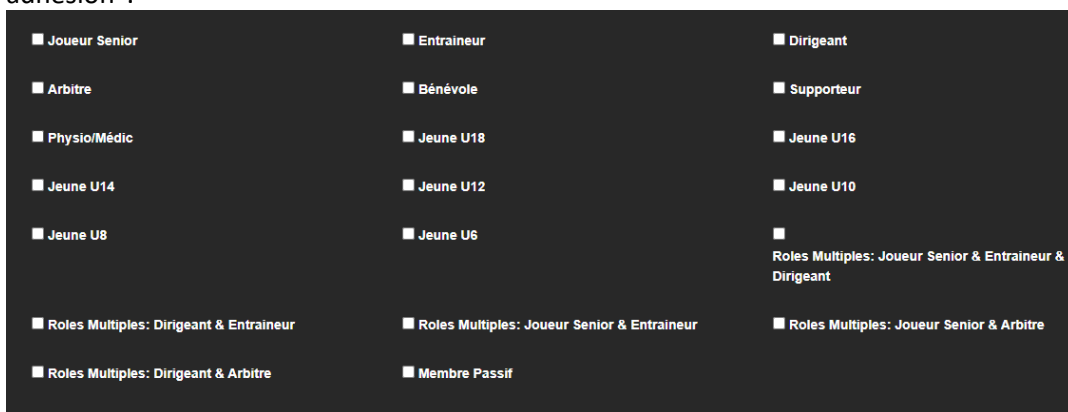 adhésion ?
Joueur Senior
Entraineur
Dirigeant
Arbitre
Bénévole
Supporteur
Physio/Médic
Jeune U18
Jeune U16
Jeune U14
Jeune U12
Jeune U10
Jeune U8
Jeune U6
Roles Multiples: Joueur Senior & Entraineur &
Dirigeant
Roles Multiples: Dirigeant & Entraineur
Roles Multiples: Joueur Senior & Entraineur
Roles Multiples: Joueur Senior & Arbitre
Roles Multiples: Dirigeant & Arbitre
Membre Passif